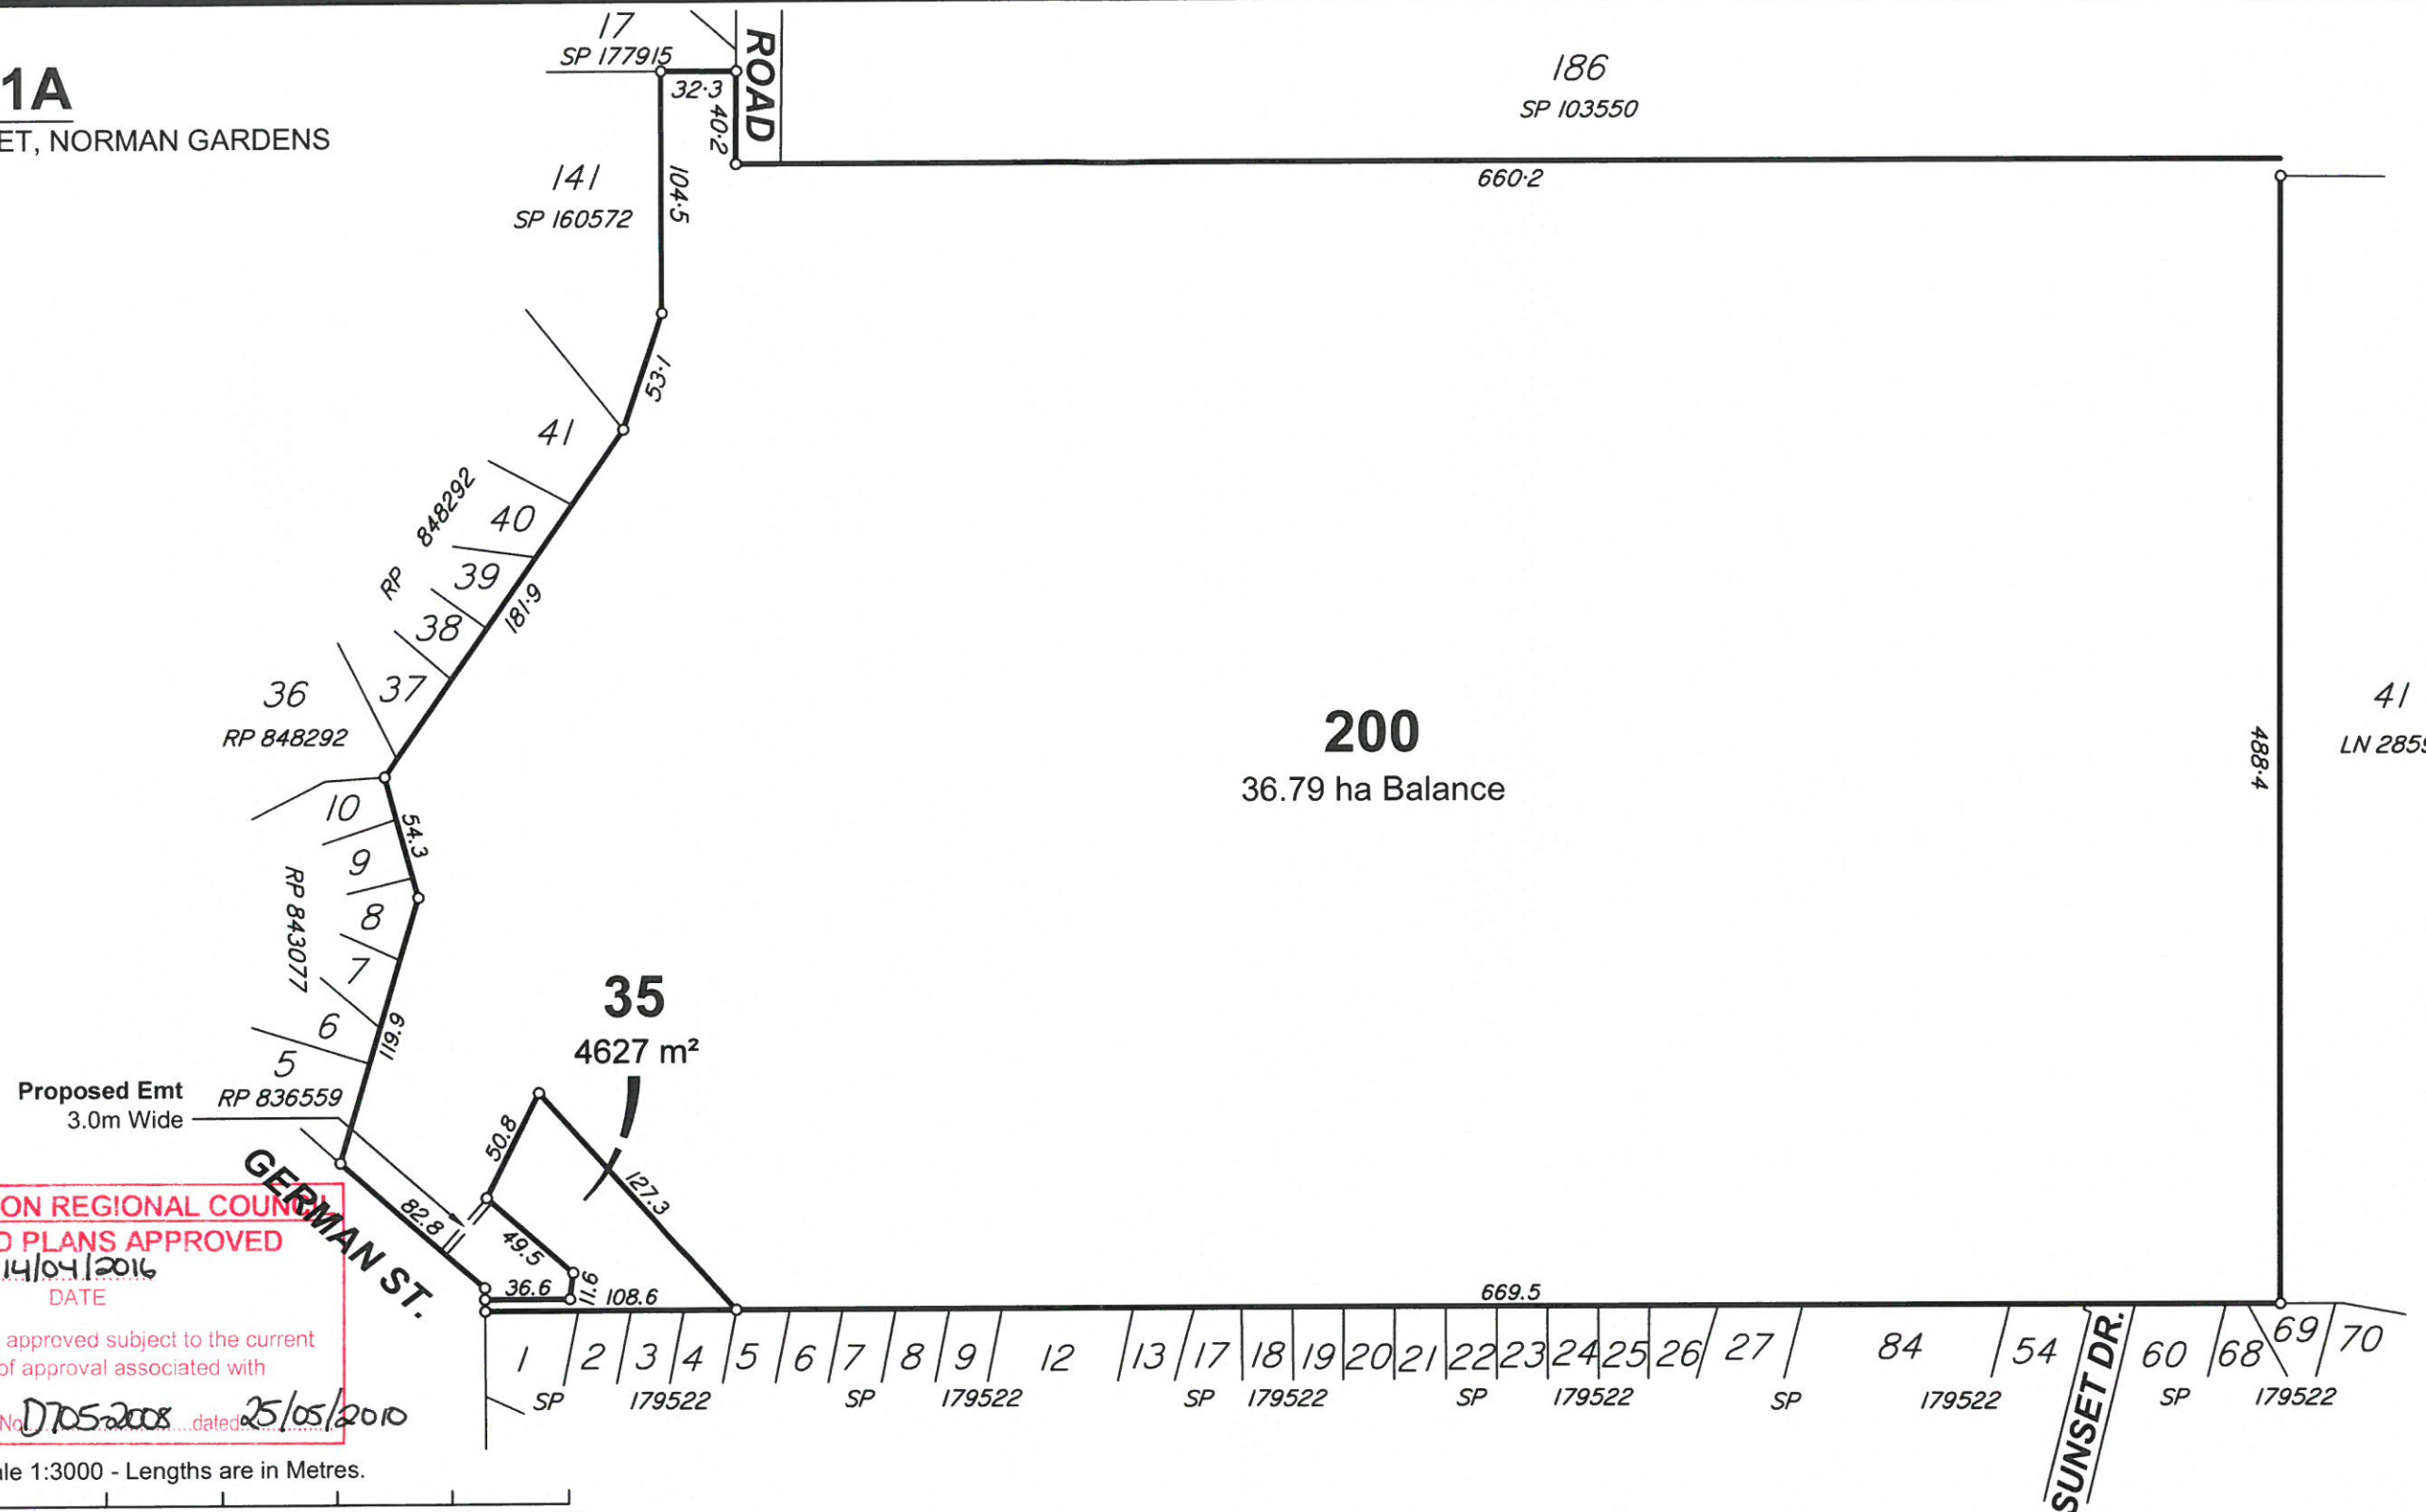 1A
ET, NORMAN GARDENS
17
SP 177915
ROAD
32·3
40·2
186
SP 103550
660·2
141
SP 160572
104·5
53·1
41
40
39
38
37
RP 848292
181·9
36
RP 848292
10
9
8
7
6
5
54.3
RP 843077
119.9
RP 836559
Proposed Emt
3.0m Wide
GERMAN ST.
82.8
50.8
49.5
36.6
11.6
108.6
127.3
35
4627 m²
200
36.79 ha Balance
488·4
41
LN 2859
669.5
1 2 3 4 5 6 7 8 9 12 13 17 18 19 20 21 22 23 24 25 26 27 84 54 60 68 69 70
SP 179522 SP 179522 SP 179522 SP 179522 SP 179522 SP 179522
SUNSET DR.
ON REGIONAL COUNCIL
D PLANS APPROVED
14/04/2016
DATE
approved subject to the current
of approval associated with
No D705-2008 dated 25/05/2010
ale 1:3000 - Lengths are in Metres.